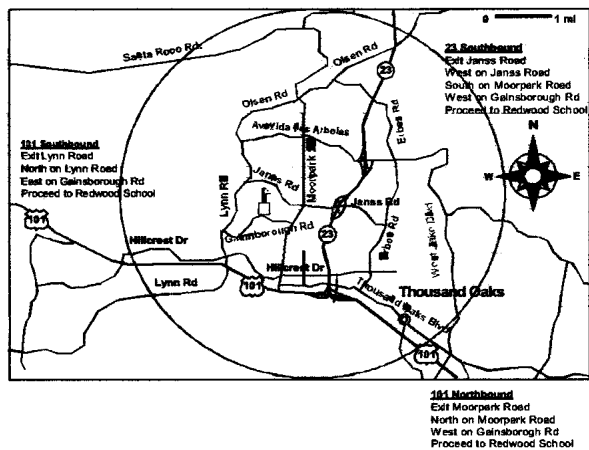 0 1 mi
Santa Rosa Rd.
Olsen Rd
23
23 Southbound
Exit Janss Road
West on Janss Road
South on Moorpark Road
West on Gainsborough Rd
Proceed to Redwood School
Olsen Rd
Avenida des Arboles
Erbes Rd
N
W E
S
101 Southbound
Exit Lynn Road
North on Lynn Road
East on Gainsborough Rd
Proceed to Redwood School
Lynn Rd
Janss Rd
Moorpark
Janss Rd
101
Gainsborough Rd
23
Erbes Rd
West Lake Blvd
Hillcrest Dr
Hillcrest Dr
Lynn Rd
101
Thousand Oaks Blvd
Thousand Oaks
101
101 Northbound
Exit Moorpark Road
North on Moorpark Road
West on Gainsborogh Rd
Proceed to Redwood School